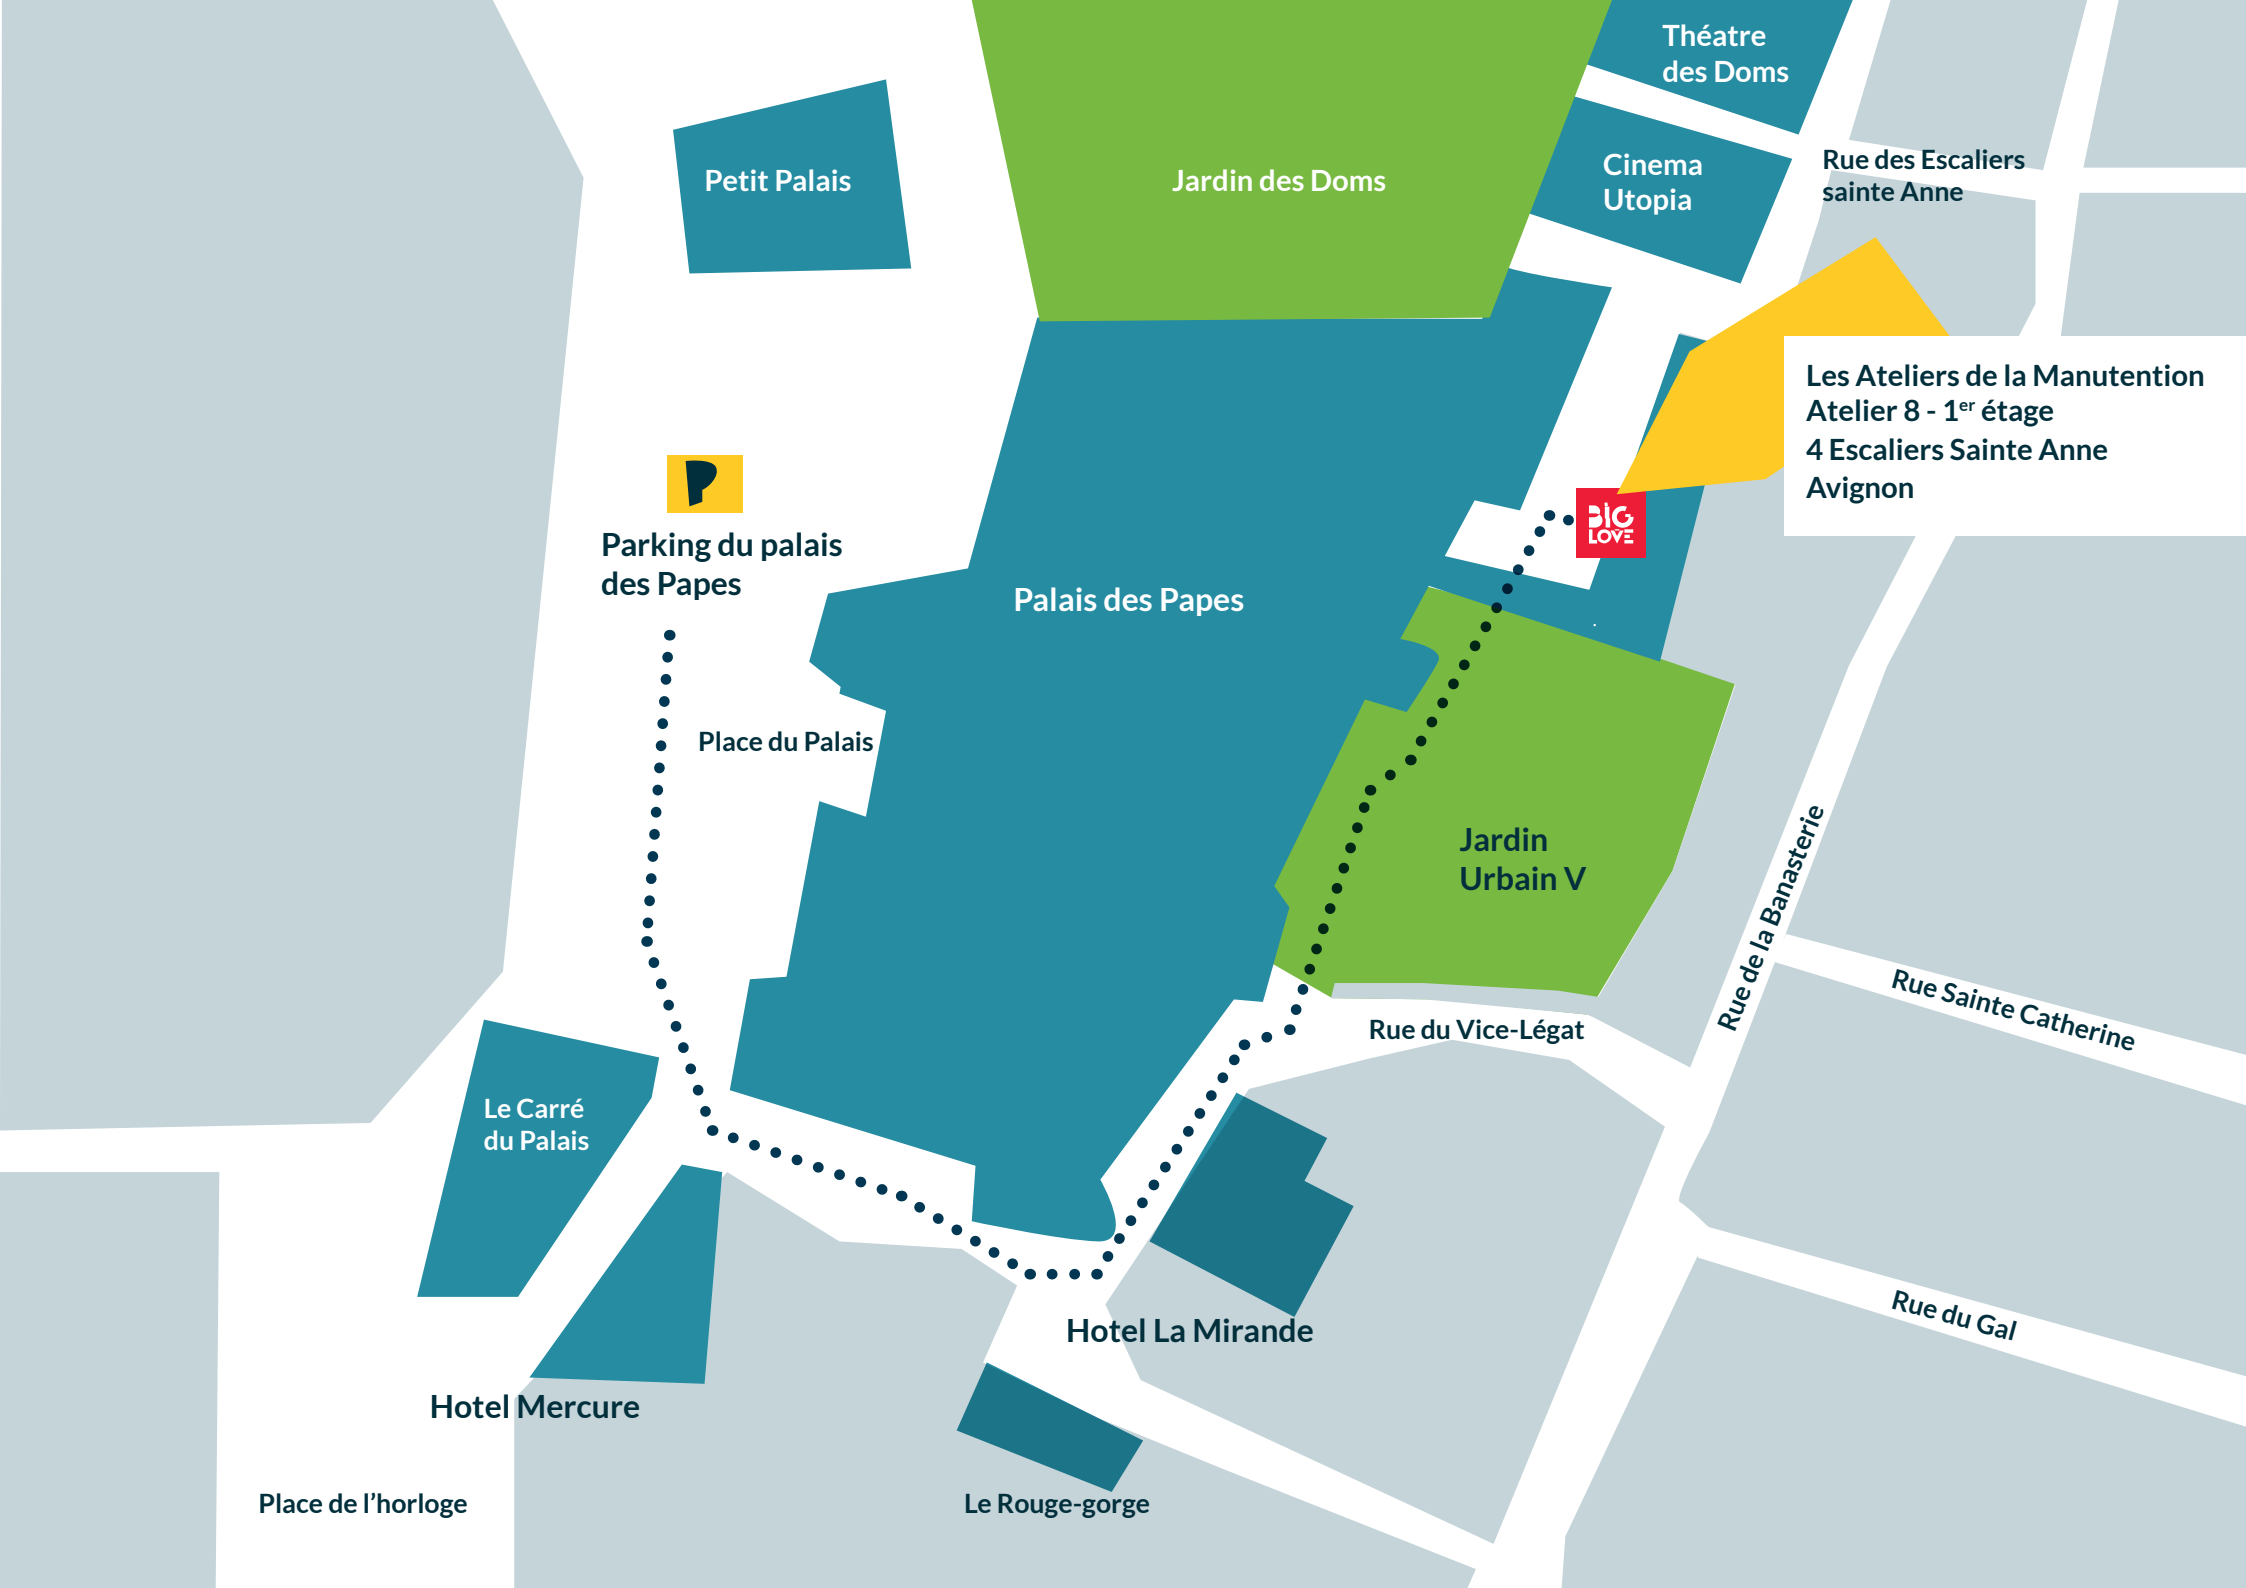 Théatre
des Doms
Petit Palais
Jardin des Doms
Cinema
Utopia
Rue des Escaliers
sainte Anne
Les Ateliers de la Manutention
Atelier 8 - 1er étage
4 Escaliers Sainte Anne
Avignon
P
BIG
LOVE
Parking du palais
des Papes
Palais des Papes
Place du Palais
Jardin
Urbain V
Rue de la Banasterie
Rue Sainte Catherine
Rue du Vice-Légat
Le Carré
du Palais
Rue du Gal
Hotel La Mirande
Hotel Mercure
Place de l’horloge
Le Rouge-gorge